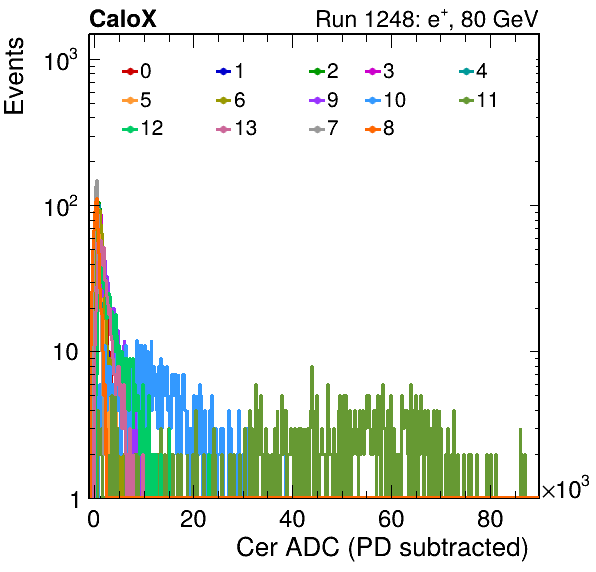 CaloX Run 1248: e⁺, 80 GeV
Events
10³
0 1 2 3 4
5 6 9 10 11
12 13 7 8
10²
10
1
0 20 40 60 80 ×10³
Cer ADC (PD subtracted)